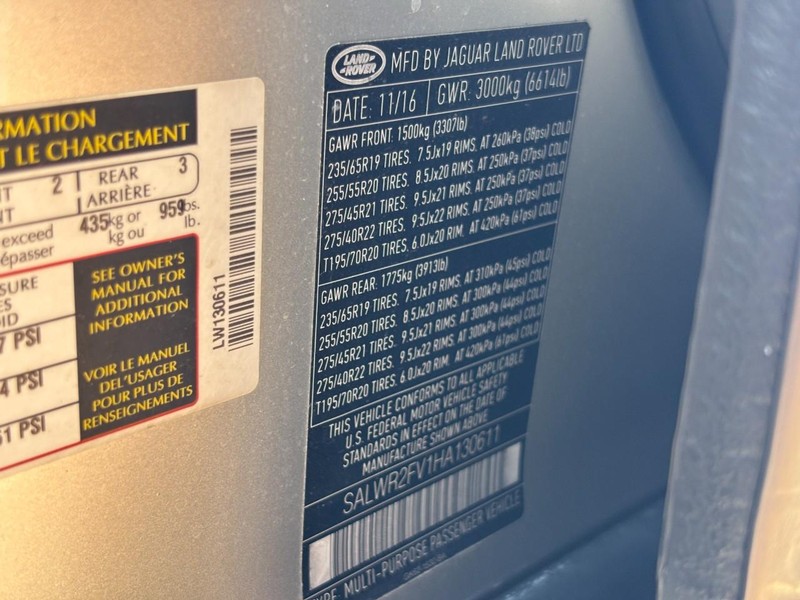 RMATION
T LE CHARGEMENT
NT 2 REAR 3
NT ARRIÈRE
exceed 435kg or 959lbs.
épasser kg ou lb.
SURE
ES
OID
7 PSI
4 PSI
61 PSI
SEE OWNER'S
MANUAL FOR
ADDITIONAL
INFORMATION
VOIR LE MANUEL
DEL'USAGER
POUR PLUS DE
RENSEIGNEMENTS
LW130611
LAND
ROVER
MFD BY JAGUAR LAND ROVER LTD
DATE: 11/16 GWR: 3000kg (6614lb)
GAWR FRONT: 1500kg (3307lb)
235/65R19 TIRES. 7.5Jx19 RIMS. AT 260kPa (38psi) COLD
255/55R20 TIRES. 8.5Jx20 RIMS. AT 250kPa (37psi) COLD
275/45R21 TIRES. 9.5Jx21 RIMS. AT 250kPa (37psi) COLD
275/40R22 TIRES. 9.5Jx22 RIMS. AT 250kPa (37psi) COLD
T195/70R20 TIRES. 6.0Jx20 RIM. AT 420kPa (61psi) COLD
GAWR REAR: 1775kg (3913lb)
235/65R19 TIRES. 7.5Jx19 RIMS. AT 310kPa (45psi) COLD
255/55R20 TIRES. 8.5Jx20 RIMS. AT 300kPa (44psi) COLD
275/45R21 TIRES. 9.5Jx21 RIMS. AT 300kPa (44psi) COLD
275/40R22 TIRES. 9.5Jx22 RIMS. AT 300kPa (44psi) COLD
T195/70R20 TIRES. 6.0Jx20 RIM. AT 420kPa (61psi) COLD
THIS VEHICLE CONFORMS TO ALL APPLICABLE
U.S. FEDERAL MOTOR VEHICLE SAFETY
STANDARDS IN EFFECT ON THE DATE OF
MANUFACTURE SHOWN ABOVE.
SALWR2FV1HA130611
TYPE. MULTI-PURPOSE PASSENGER VEHICLE